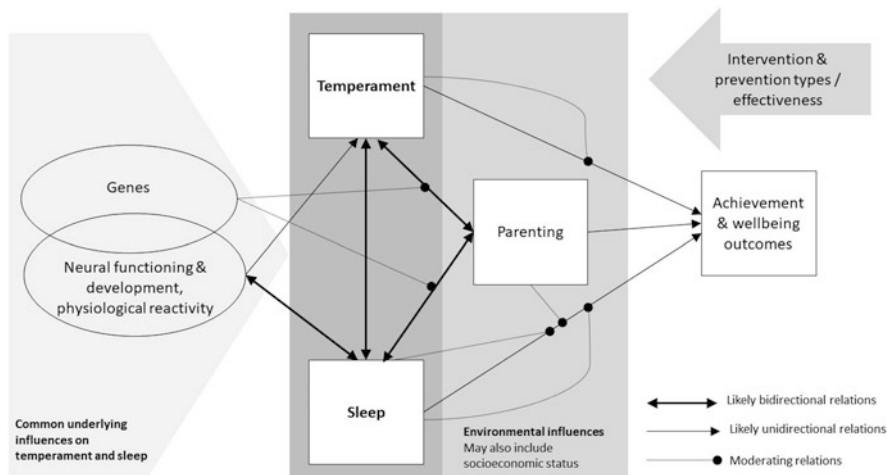 Temperament
Intervention &
prevention types /
effectiveness
Genes
Neural functioning &
development,
physiological reactivity
Parenting
Achievement
& wellbeing
outcomes
Sleep
Common underlying
influences on
temperament and sleep
Environmental influences
May also include
socioeconomic status
Likely bidirectional relations
Likely unidirectional relations
Moderating relations